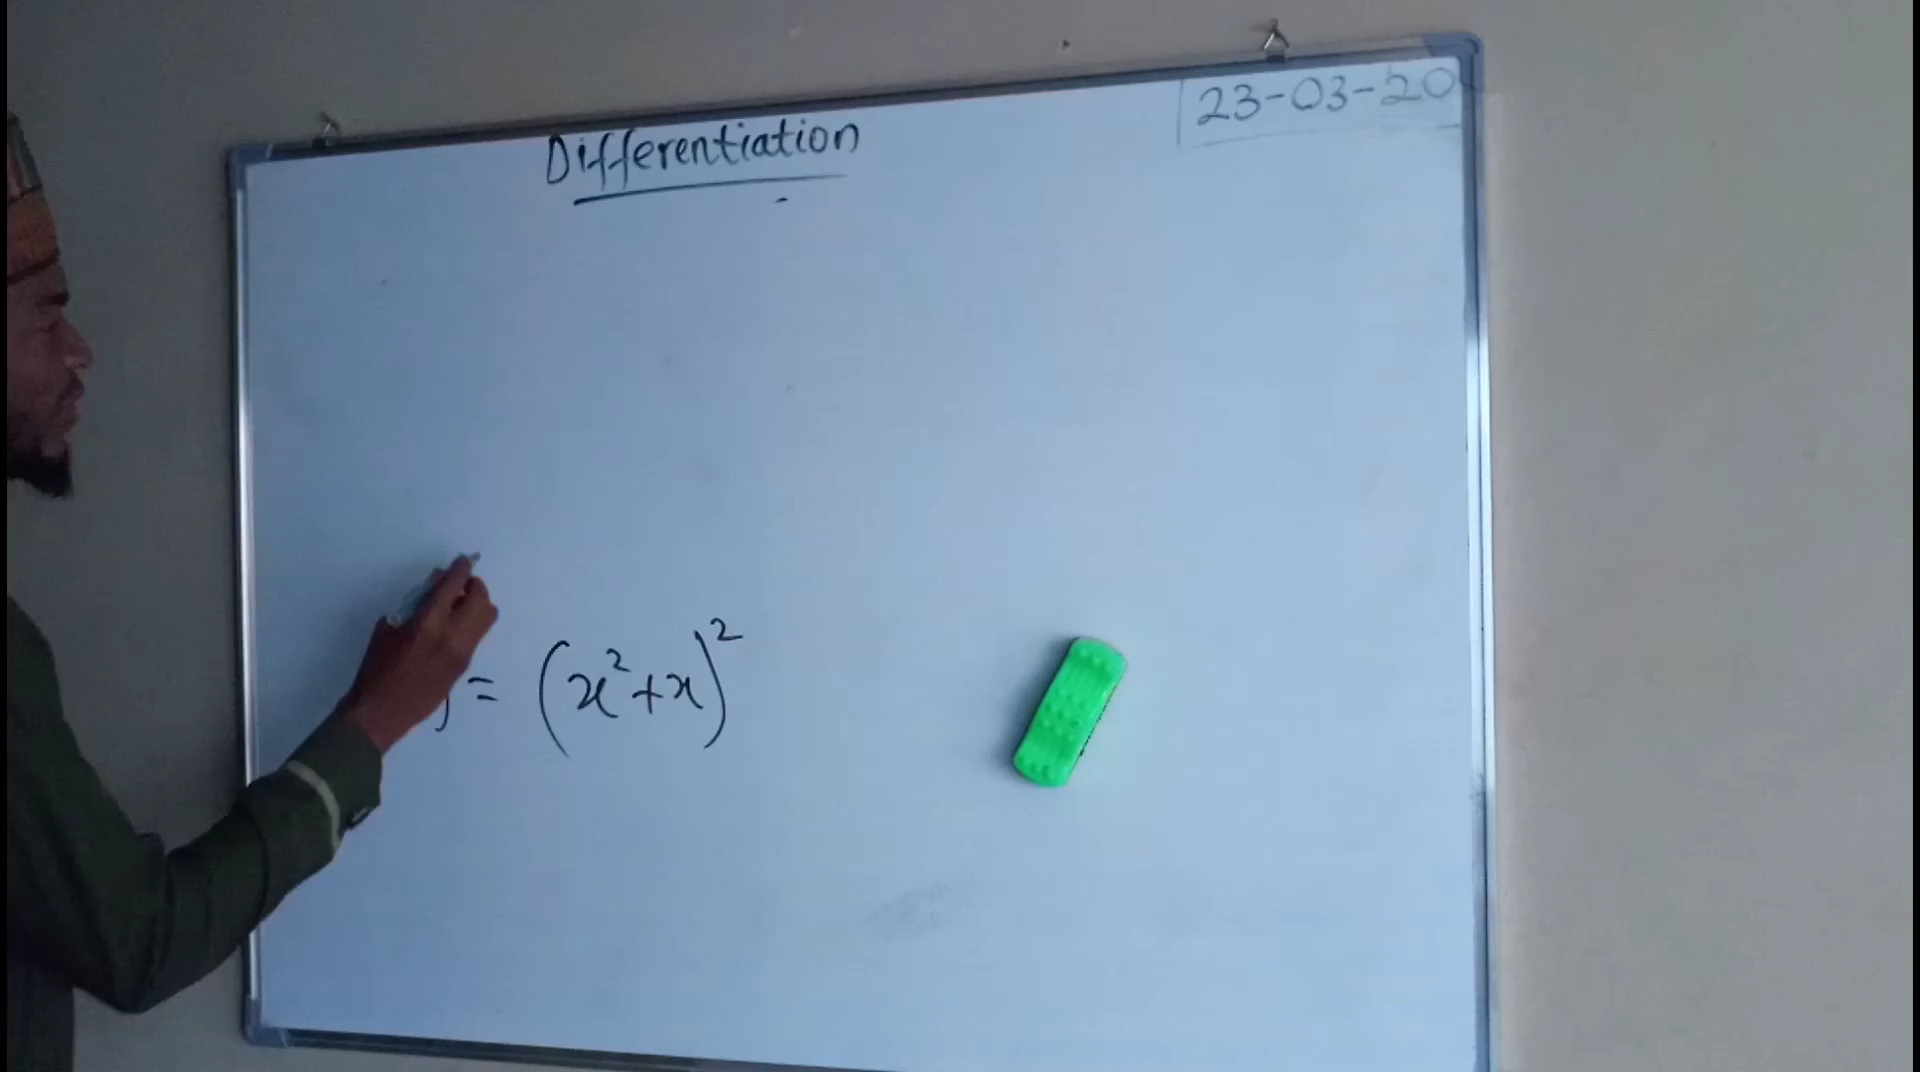 23-03-20
Differentiation
= (x²+x)²